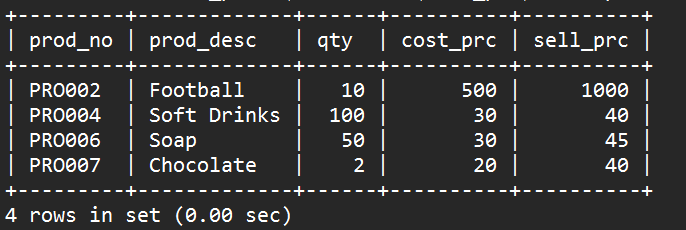 +---------+-------------+------+----------+----------+
| prod_no | prod_desc   | qty  | cost_prc | sell_prc |
+---------+-------------+------+----------+----------+
| PRO002  | Football    |   10 |      500 |     1000 |
| PRO004  | Soft Drinks |  100 |       30 |       40 |
| PRO006  | Soap        |   50 |       30 |       45 |
| PRO007  | Chocolate   |    2 |       20 |       40 |
+---------+-------------+------+----------+----------+
4 rows in set (0.00 sec)